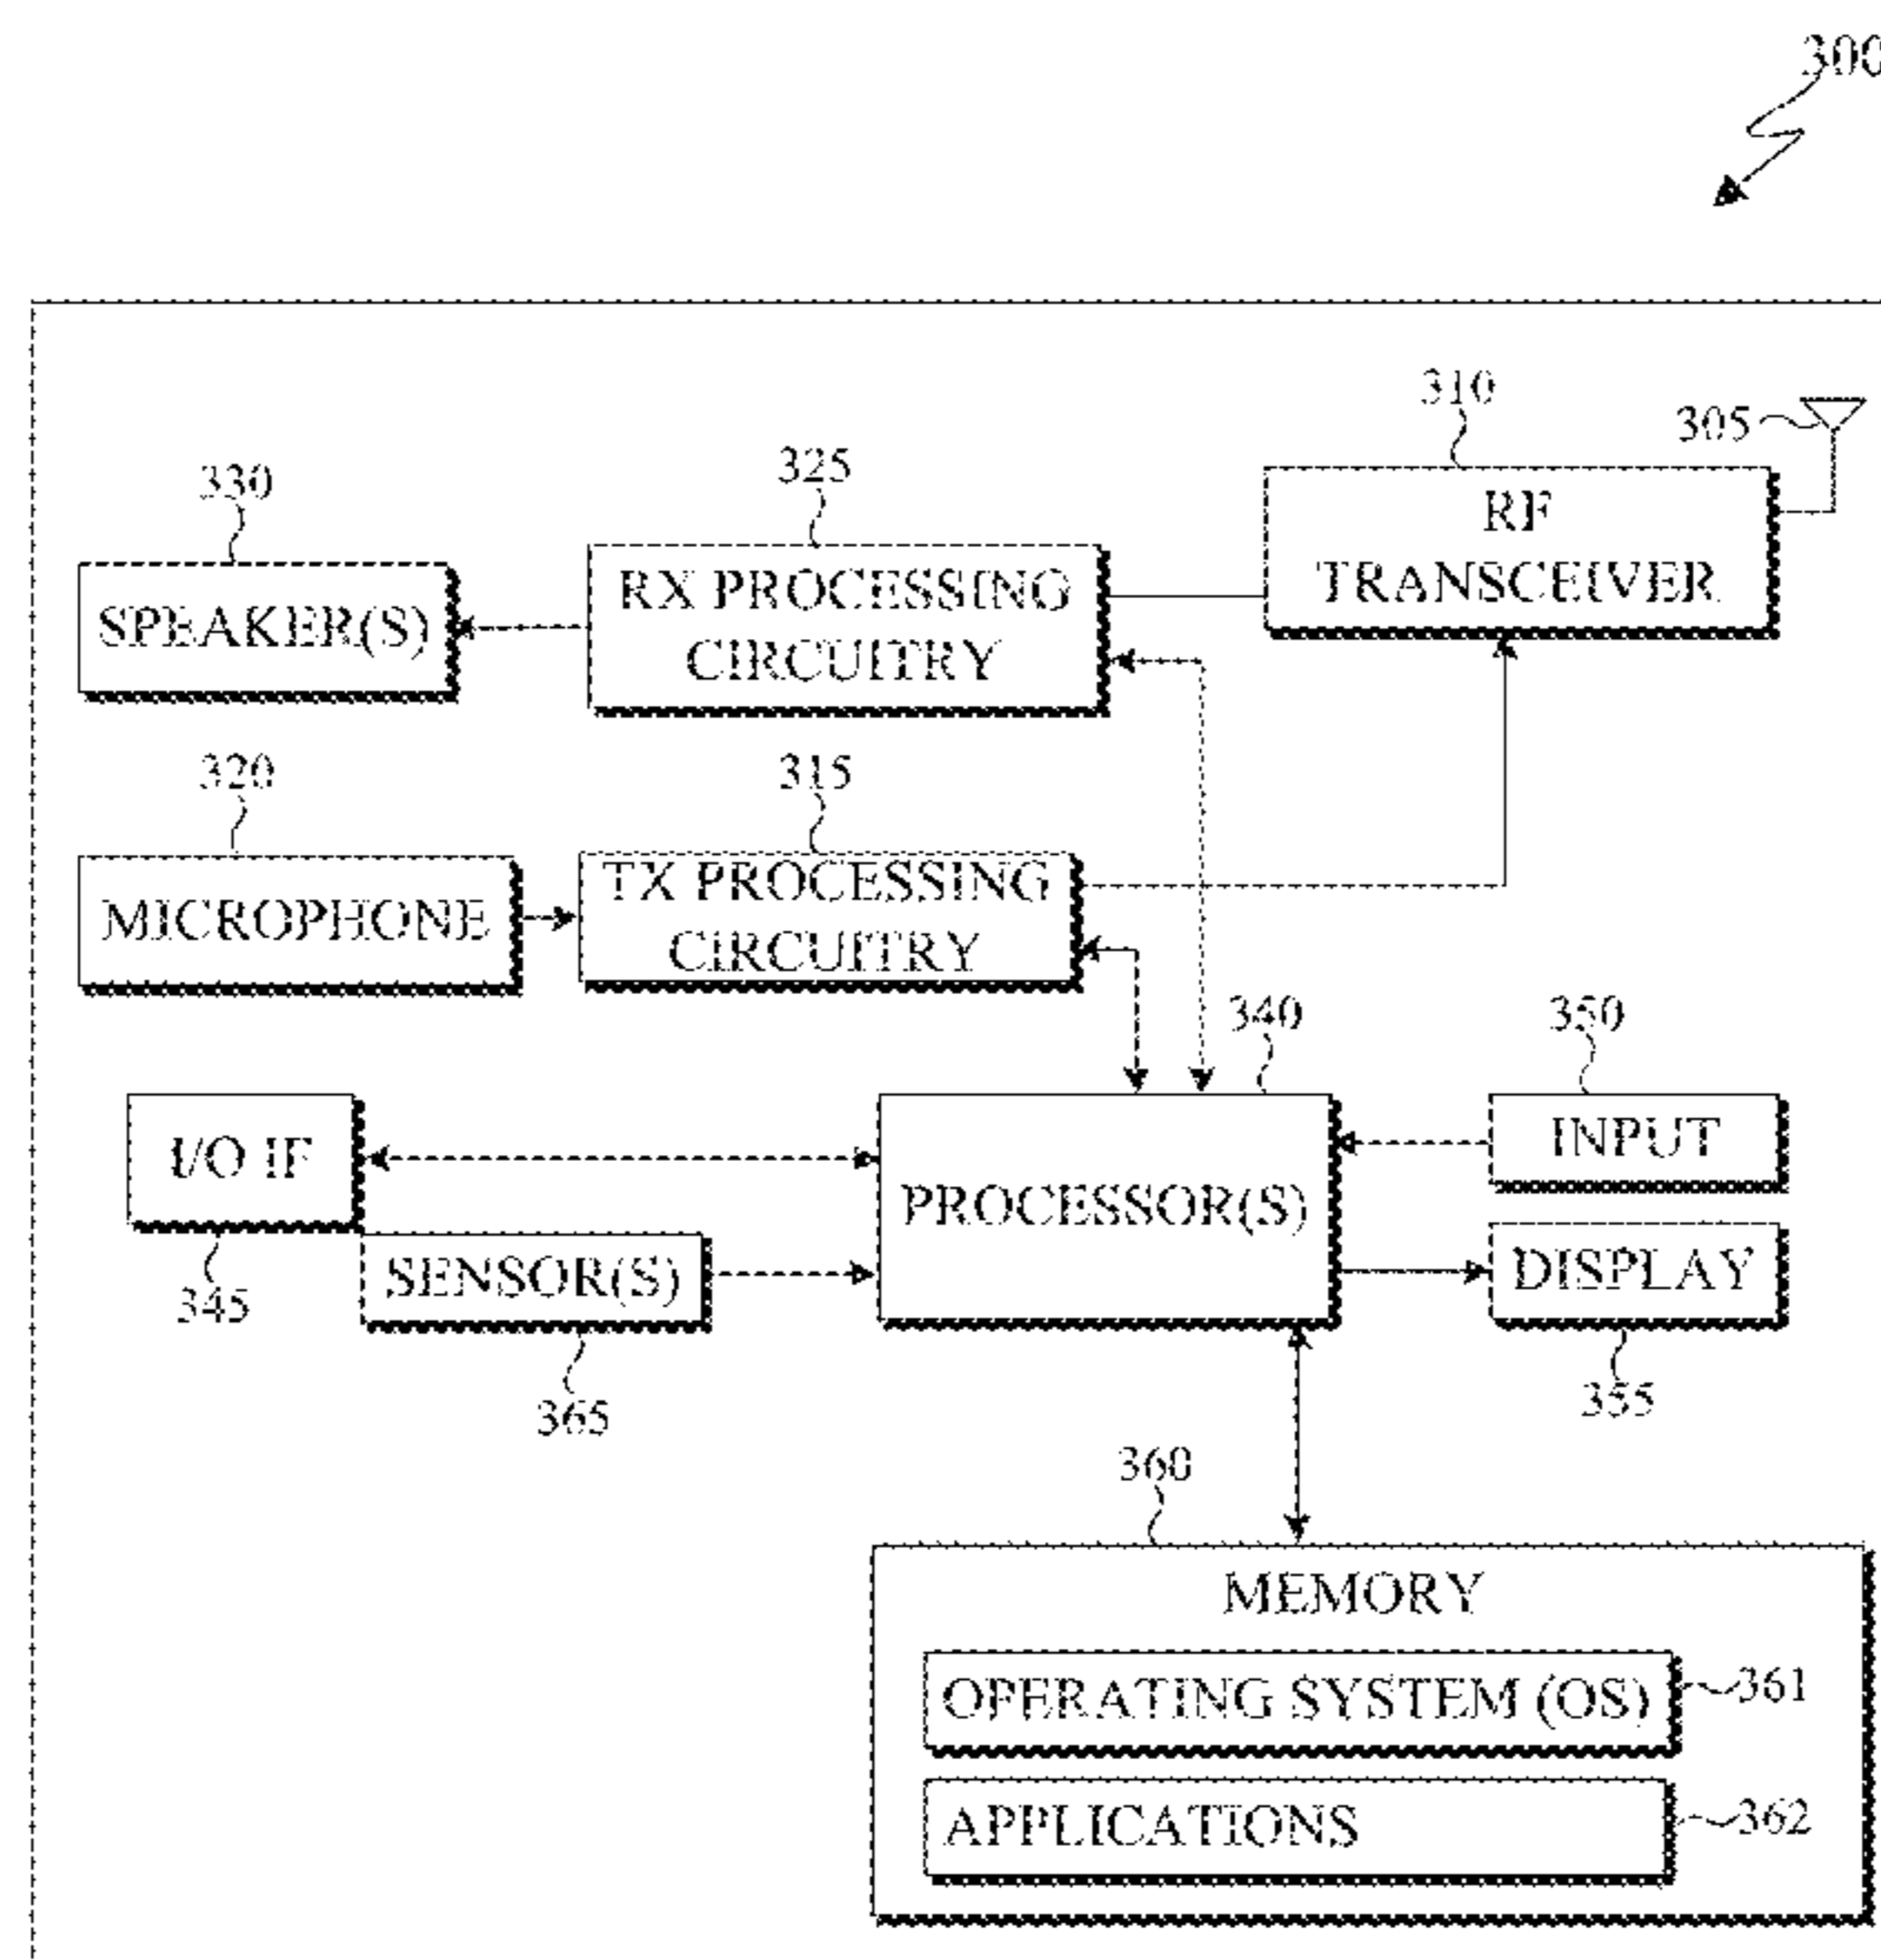 300
310
305
330
325
RF
TRANSCEIVER
SPEAKER(S)
RX PROCESSING
CIRCUITRY
320
315
MICROPHONE
TX PROCESSING
CIRCUITRY
340
350
I/O IF
INPUT
PROCESSOR(S)
SENSOR(S)
DISPLAY
345
365
355
360
MEMORY
OPERATING SYSTEM (OS)
361
APPLICATIONS
362